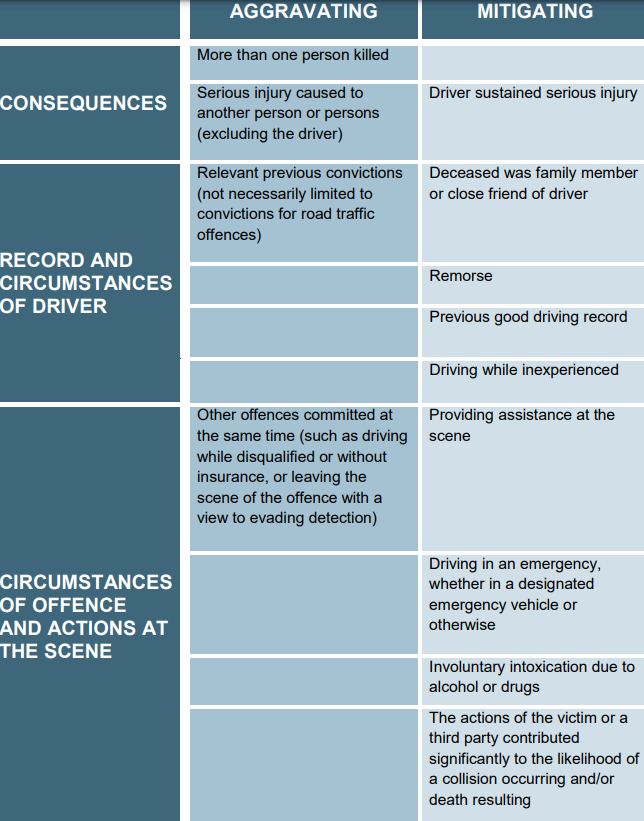 AGGRAVATING
MITIGATING
CONSEQUENCES
More than one person killed
Serious injury caused to
another person or persons
(excluding the driver)
Driver sustained serious injury
RECORD AND
CIRCUMSTANCES
OF DRIVER
Relevant previous convictions
(not necessarily limited to
convictions for road traffic
offences)
Deceased was family member
or close friend of driver
Remorse
Previous good driving record
Driving while inexperienced
CIRCUMSTANCES
OF OFFENCE
AND ACTIONS AT
THE SCENE
Other offences committed at
the same time (such as driving
while disqualified or without
insurance, or leaving the
scene of the offence with a
view to evading detection)
Providing assistance at the
scene
Driving in an emergency,
whether in a designated
emergency vehicle or
otherwise
Involuntary intoxication due to
alcohol or drugs
The actions of the victim or a
third party contributed
significantly to the likelihood of
a collision occurring and/or
death resulting